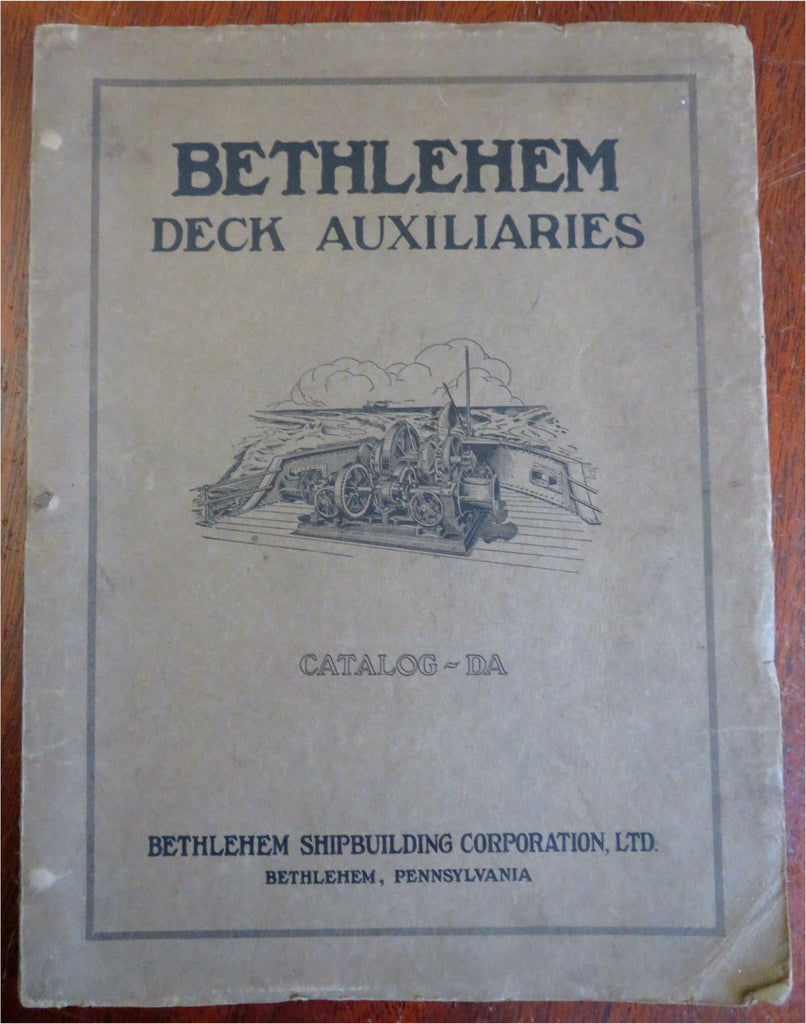 BETHLEHEM
DECK AUXILIARIES
CATALOG ~ DA
BETHLEHEM SHIPBUILDING CORPORATION, LTD.
BETHLEHEM, PENNSYLVANIA